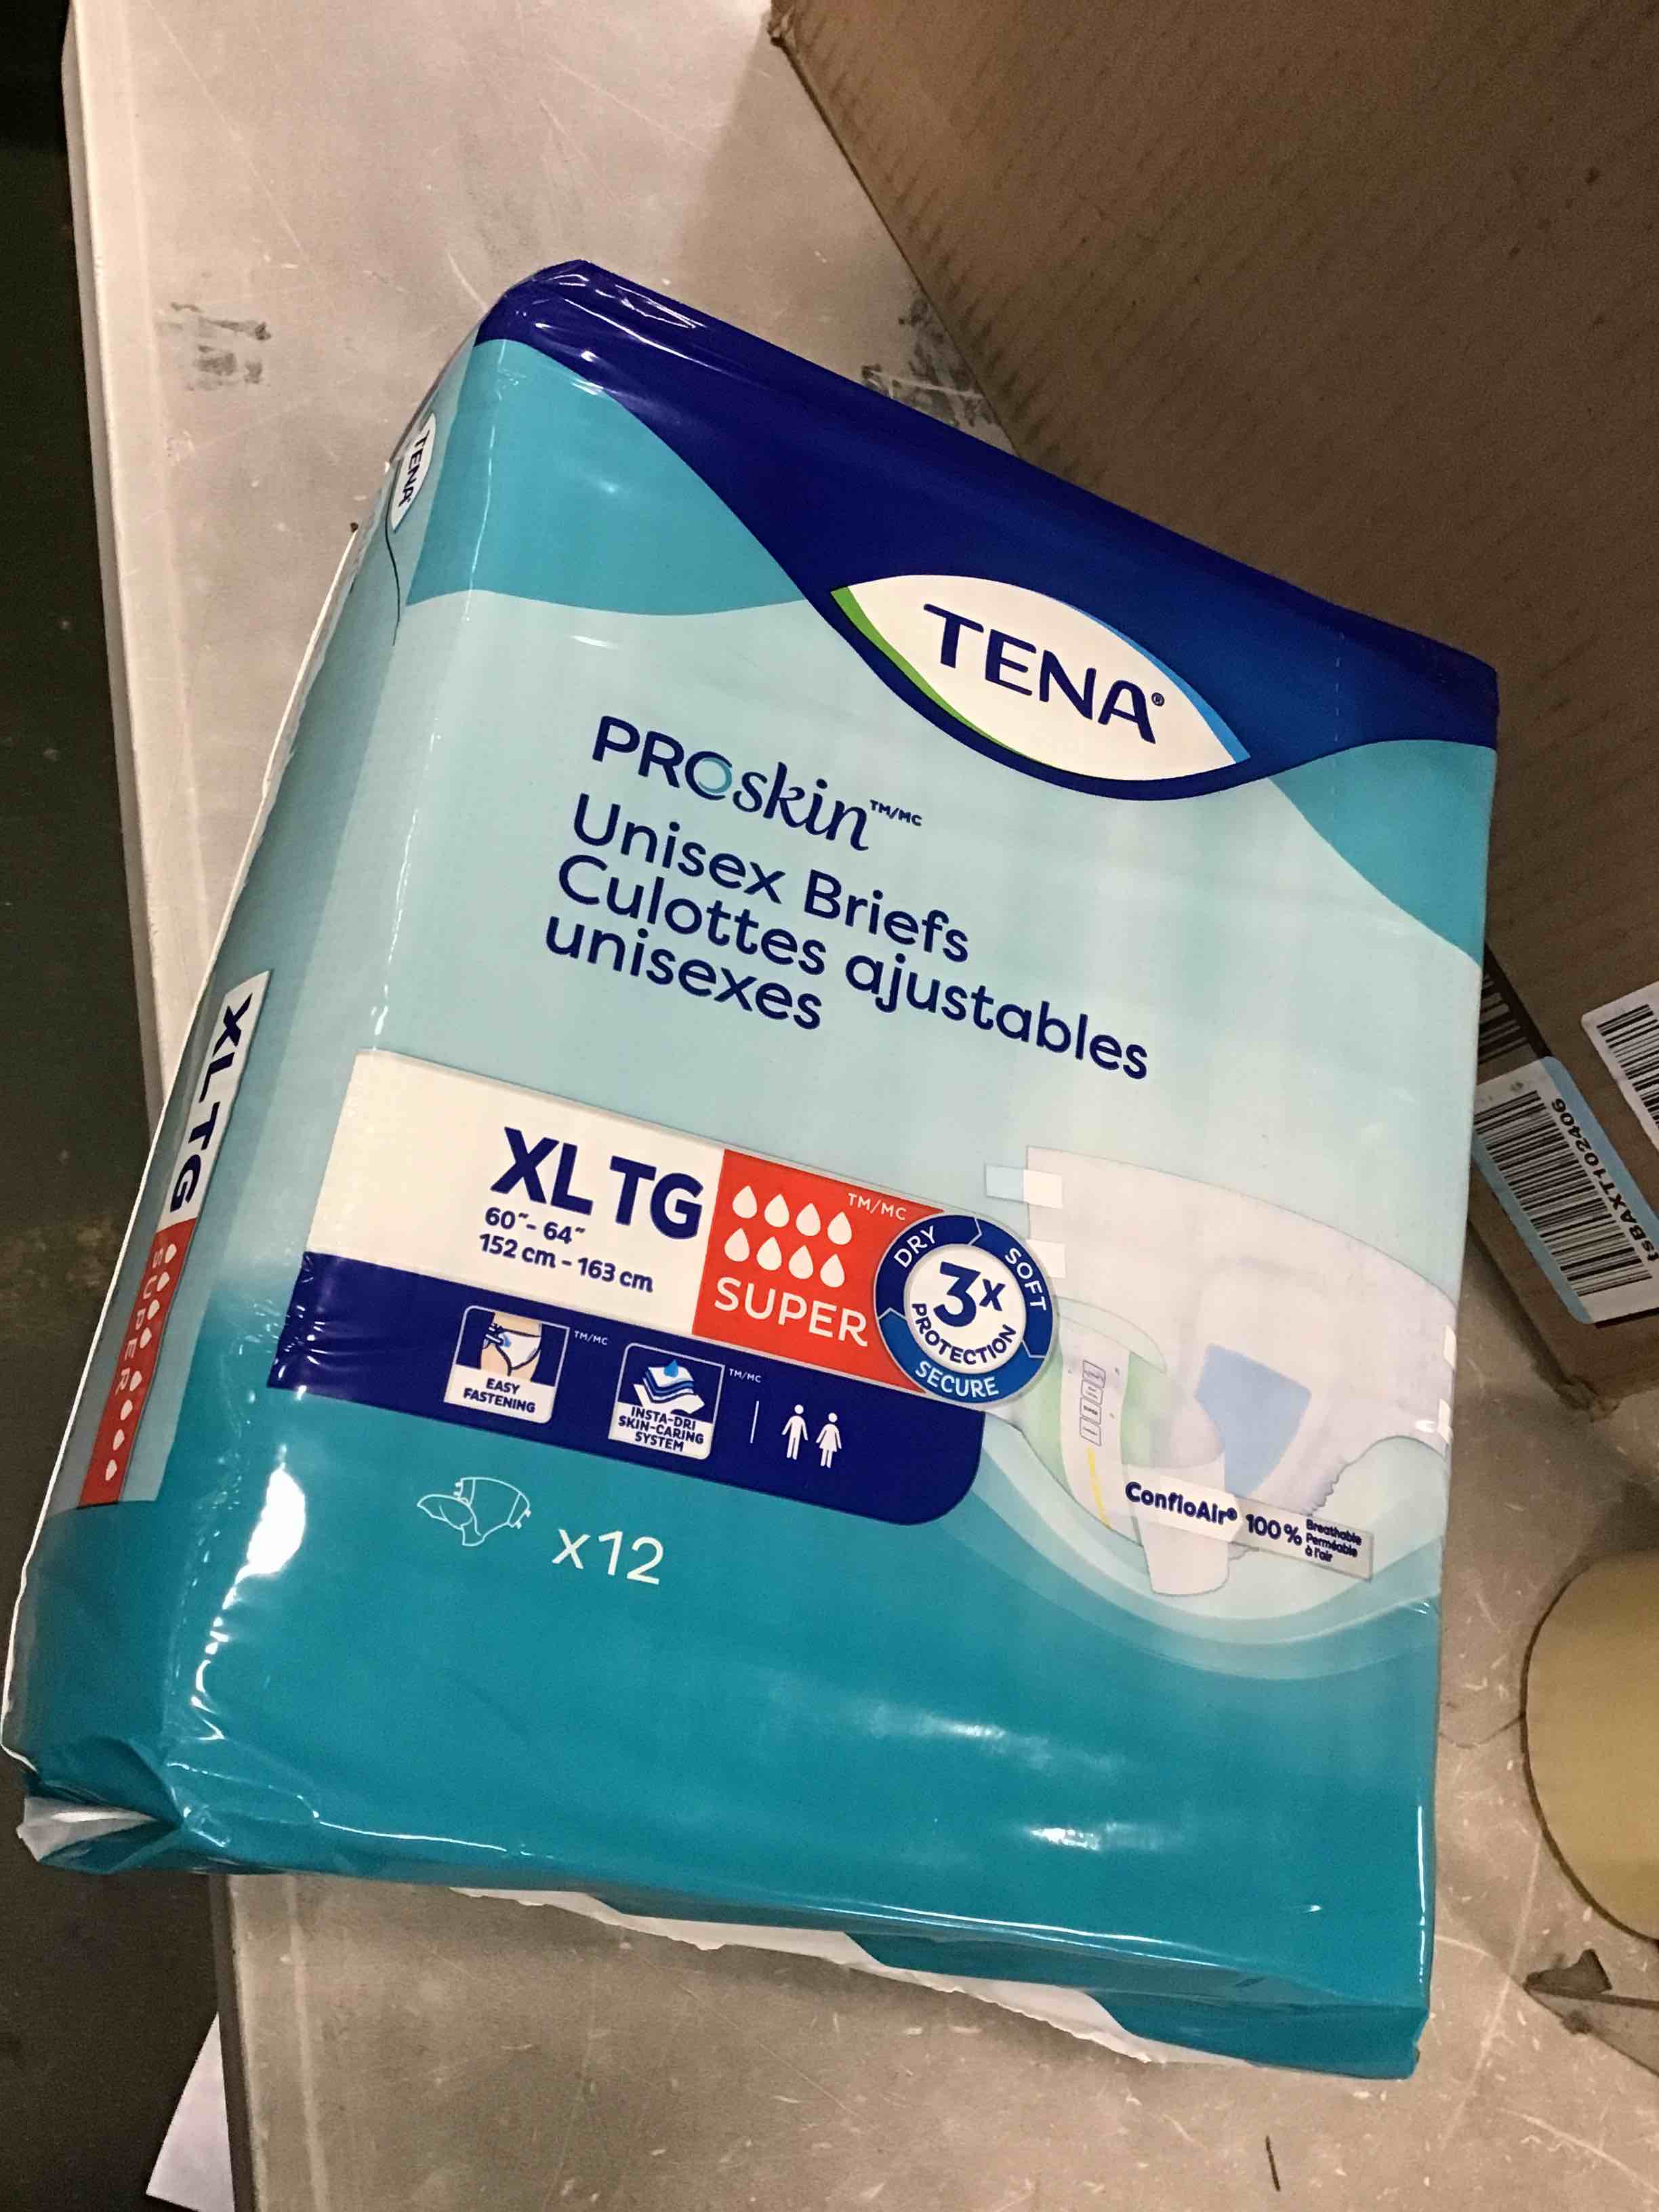 TENA®
TENA
PROskin™/MC
Unisex Briefs
Culottes ajustables
unisexes
XL TG
60″- 64″
152 cm - 163 cm
TM/MC
SUPER
DRY
SOFT
SECURE
3x
PROTECTION
XL TG
SUPER
EASY
FASTENING
TM/MC
INSTA-DRI
SKIN-CARING
SYSTEM
TM/MC
ConfioAir® 100%
Breathable
Perméable
à l'air
x12
tsBAXT1022406